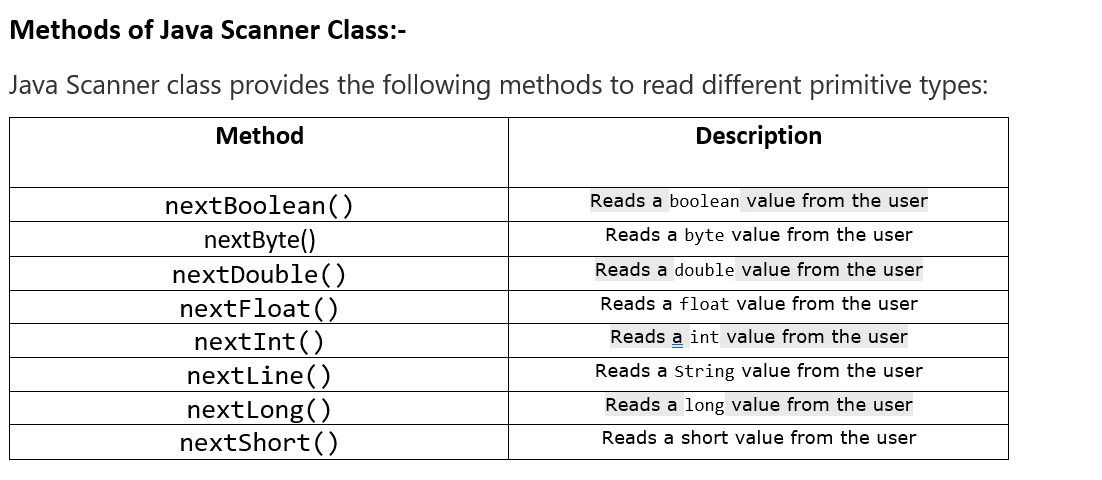 Methods of Java Scanner Class:-
Java Scanner class provides the following methods to read different primitive types:
Method Description
nextBoolean() Reads a boolean value from the user
nextByte() Reads a byte value from the user
nextDouble() Reads a double value from the user
nextFloat() Reads a float value from the user
nextInt() Reads a int value from the user
nextLine() Reads a String value from the user
nextLong() Reads a long value from the user
nextShort() Reads a short value from the user